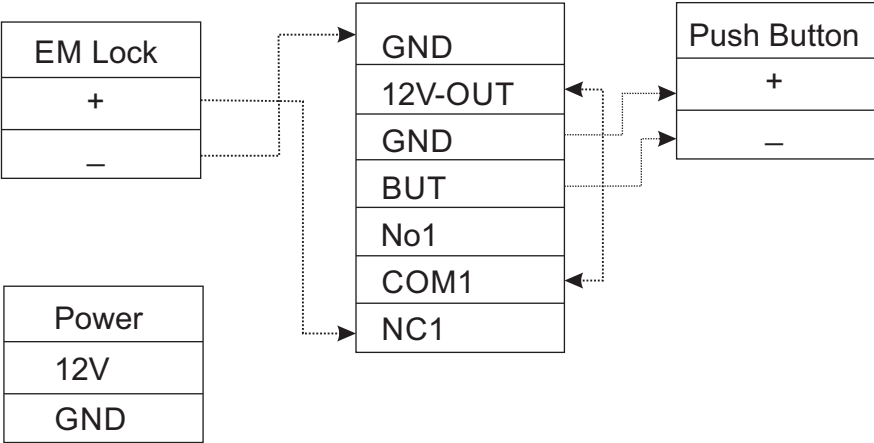 EM Lock
+
–
GND
12V-OUT
GND
BUT
No1
COM1
NC1
Push Button
+
–
Power
12V
GND